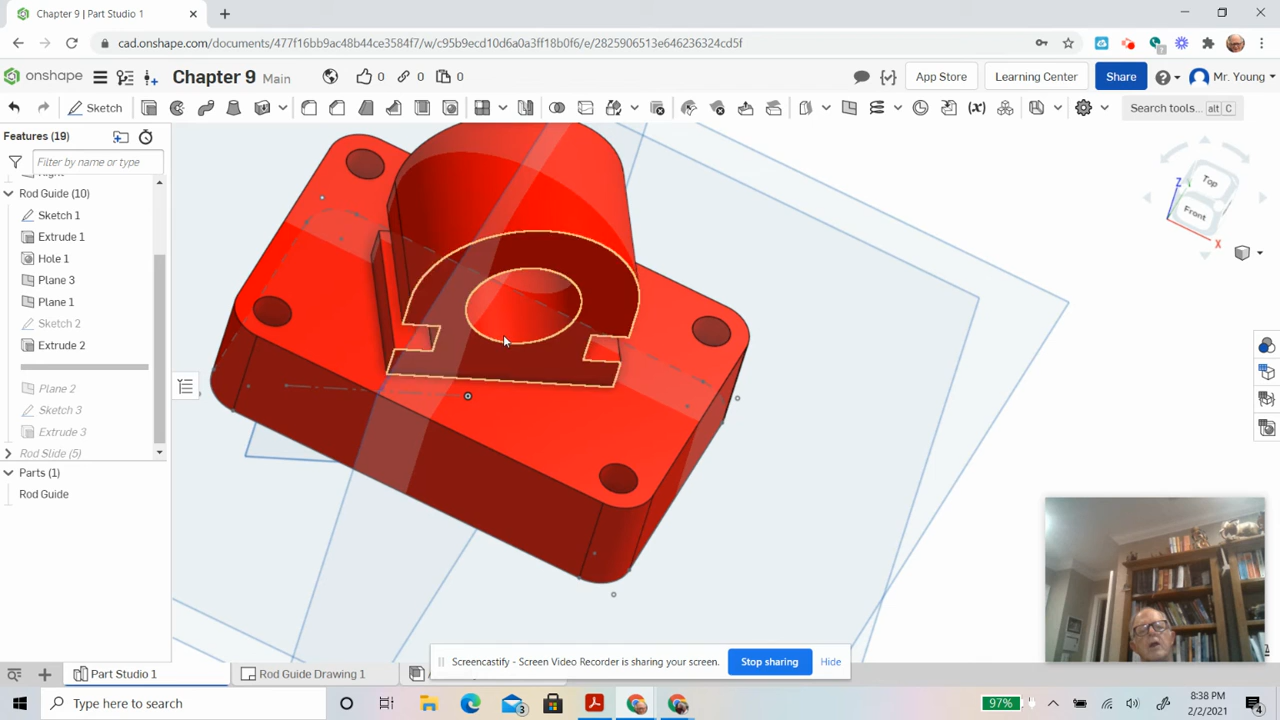 Chapter 9 | Part Studio 1
cad.onshape.com/documents/477f16bb9ac48b44ce3584f7/w/c95b9ecd10d6a0a3ff18b0f6/e/2825906513e646236324cd5f
onshape
Chapter 9 Main
0
0
0
App Store
Learning Center
Share
Mr. Young
Sketch
Search tools...
alt
C
Features (19)
Filter by name or type
Rod Guide (10)
Sketch 1
Extrude 1
Hole 1
Plane 3
Plane 1
Sketch 2
Extrude 2
Plane 2
Sketch 3
Extrude 3
Rod Slide (5)
Parts (1)
Rod Guide
Top
Front
Z
X
Screencastify - Screen Video Recorder is sharing your screen.
Stop sharing
Hide
Part Studio 1
Rod Guide Drawing 1
Type here to search
3
97%
8:38 PM
2/2/2021
4